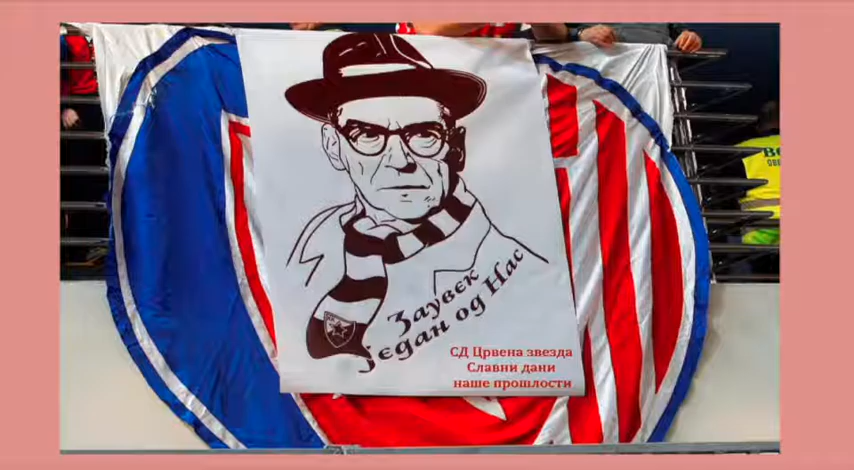 Заувек
један од Нас
СД Црвена звезда
Славни дани
наше прошлости